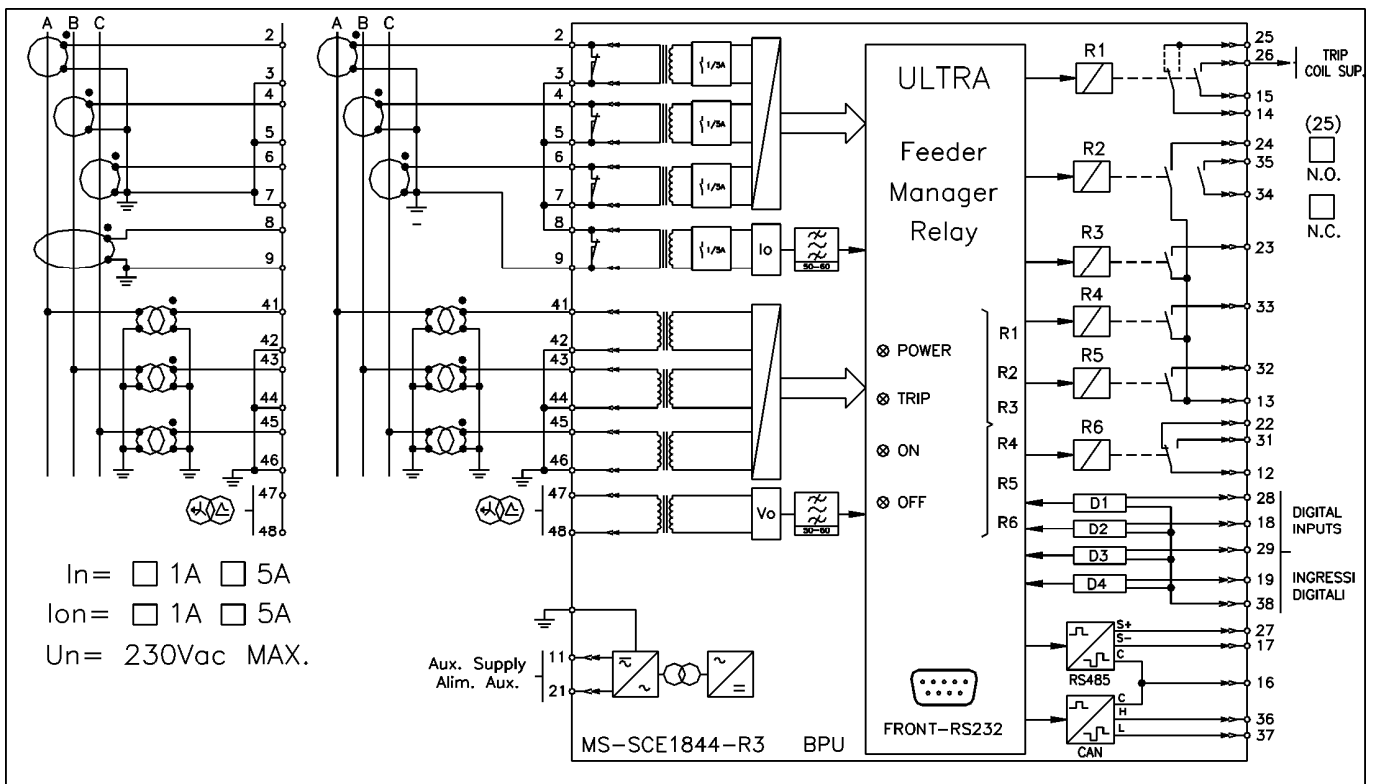 A B C
2
3
4
5
6
7
8
9
41
42
43
44
45
46
47
48
In= 1A 5A
Ion= 1A 5A
Un= 230Vac MAX.
A B C
2
3
4
5
6
7
8
9
41
42
43
44
45
46
47
48
1/5A
1/5A
1/5A
1/5A
Io
50-60
Vo
50-60
Aux. Supply
Alim. Aux.
11
21
MS-SCE1844-R3 BPU
ULTRA
Feeder
Manager
Relay
POWER
TRIP
ON
OFF
R1
R2
R3
R4
R5
R6
FRONT-RS232
R1
R2
R3
R4
R5
R6
D1
D2
D3
D4
S+
S-
C
RS485
C
H
L
CAN
25
26
15
14
24
35
34
23
33
32
13
22
31
12
28
18
29
19
38
27
17
16
36
37
TRIP
COIL SUP.
(25)
N.O.
N.C.
DIGITAL
INPUTS
INGRESSI
DIGITALI